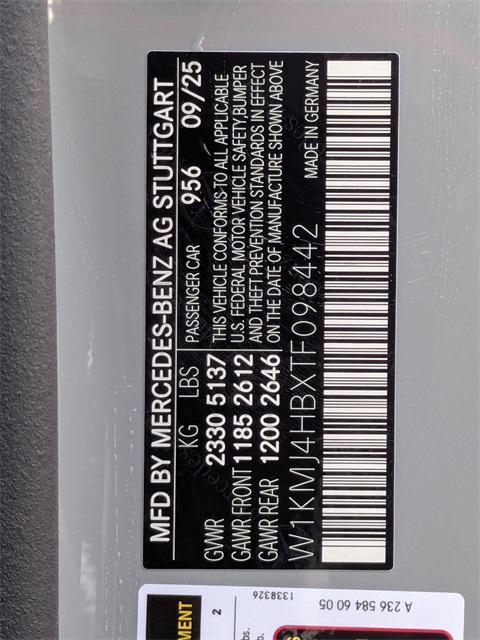 MFD BY MERCEDES-BENZ AG STUTTGART
KG LBS PASSENGER CAR 956 09/25
GVWR 2330 5137 THIS VEHICLE CONFORMS TO ALL APPLICABLE
U.S. FEDERAL MOTOR VEHICLE SAFETY, BUMPER
GAWR FRONT 1185 2612 AND THEFT PREVENTION STANDARDS IN EFFECT
GAWR REAR 1200 2646 ON THE DATE OF MANUFACTURE SHOWN ABOVE
W1KMJ4HBXTF098442 MADE IN GERMANY
A 236 584 60 05
1338326
2
lbs.